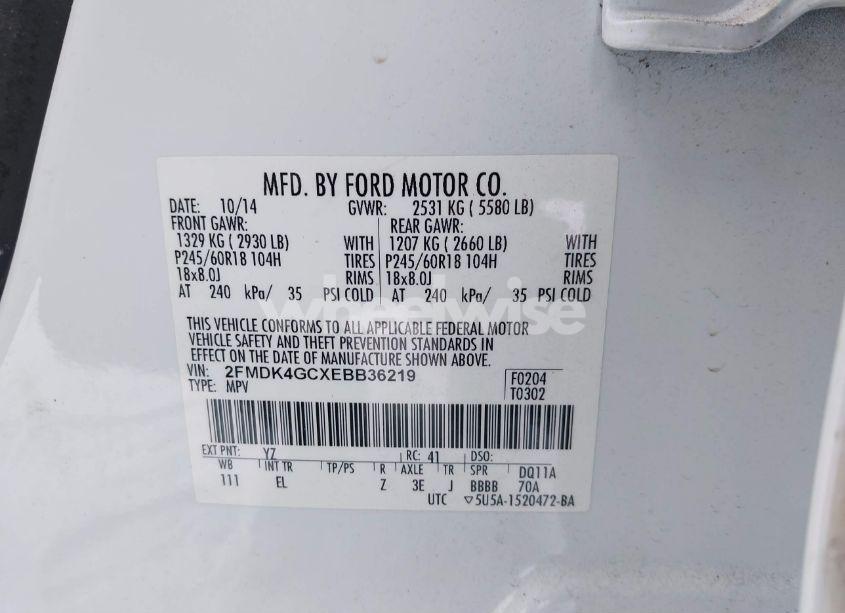 MFD. BY FORD MOTOR CO.
DATE: 10/14 GVWR: 2531 KG ( 5580 LB)
FRONT GAWR: REAR GAWR:
1329 KG ( 2930 LB) WITH 1207 KG ( 2660 LB) WITH
P245/60R18 104H TIRES P245/60R18 104H TIRES
18x8.0J RIMS 18x8.0J RIMS
AT 240 kPa/ 35 PSI COLD AT 240 kPa/ 35 PSI COLD
wheelwise
THIS VEHICLE CONFORMS TO ALL APPLICABLE FEDERAL MOTOR
VEHICLE SAFETY AND THEFT PREVENTION STANDARDS IN
EFFECT ON THE DATE OF MANUFACTURE SHOWN ABOVE.
VIN: 2FMDK4GCXEBB36219
TYPE: MPV
F0204
T0302
EXT PNT: YZ RC: 41 DSO:
WB INT TR TP/PS R AXLE TR SPR DQ11A
111 EL Z 3E J BBBB 70A
UTC ▽5U5A-1520472-BA